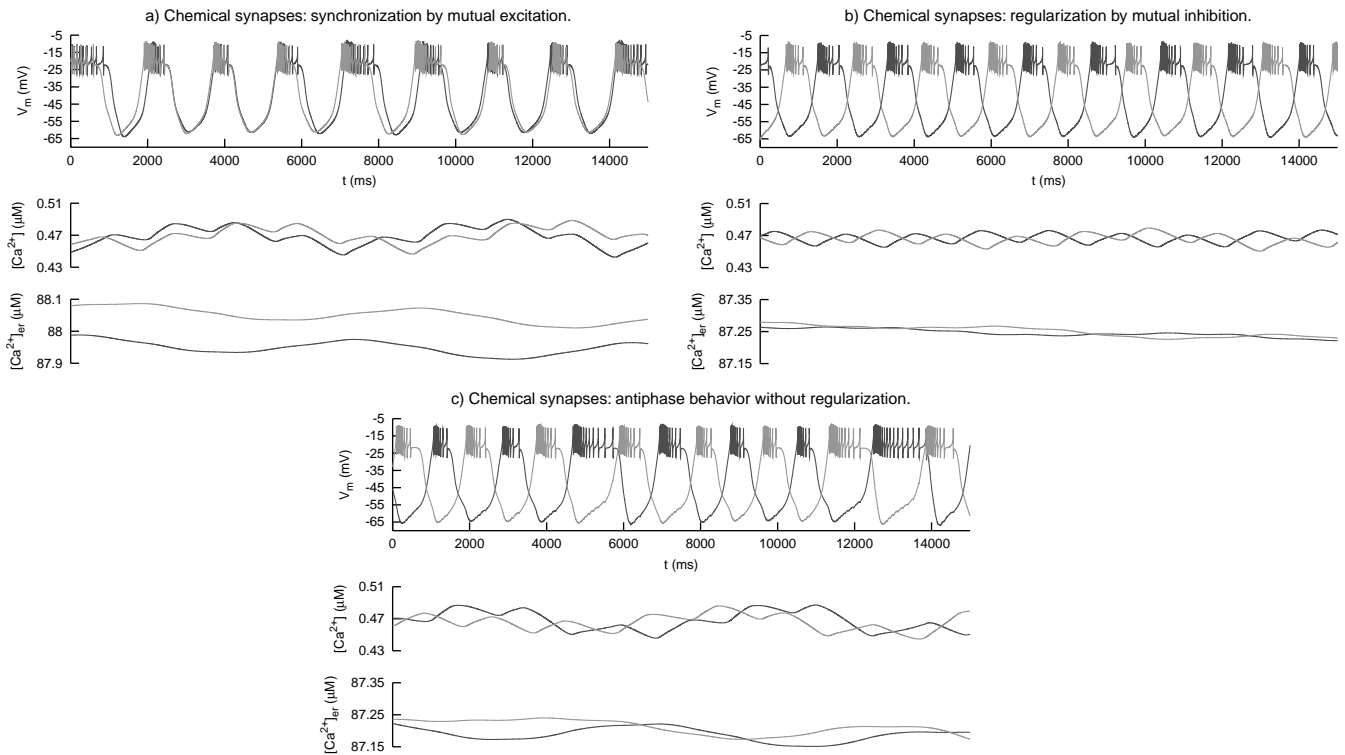 a) Chemical synapses: synchronization by mutual excitation.
-5
-15
-25
-35
-45
-55
-65
V_m (mV)
0 2000 4000 6000 8000 10000 12000 14000
t (ms)
0.51
0.47
0.43
[Ca²⁺] (μM)
88.1
88
87.9
[Ca²⁺]_er (μM)
b) Chemical synapses: regularization by mutual inhibition.
-5
-15
-25
-35
-45
-55
-65
V_m (mV)
0 2000 4000 6000 8000 10000 12000 14000
t (ms)
0.51
0.47
0.43
[Ca²⁺] (μM)
87.35
87.25
87.15
[Ca²⁺]_er (μM)
c) Chemical synapses: antiphase behavior without regularization.
-5
-15
-25
-35
-45
-55
-65
V_m (mV)
0 2000 4000 6000 8000 10000 12000 14000
t (ms)
0.51
0.47
0.43
[Ca²⁺] (μM)
87.35
87.25
87.15
[Ca²⁺]_er (μM)